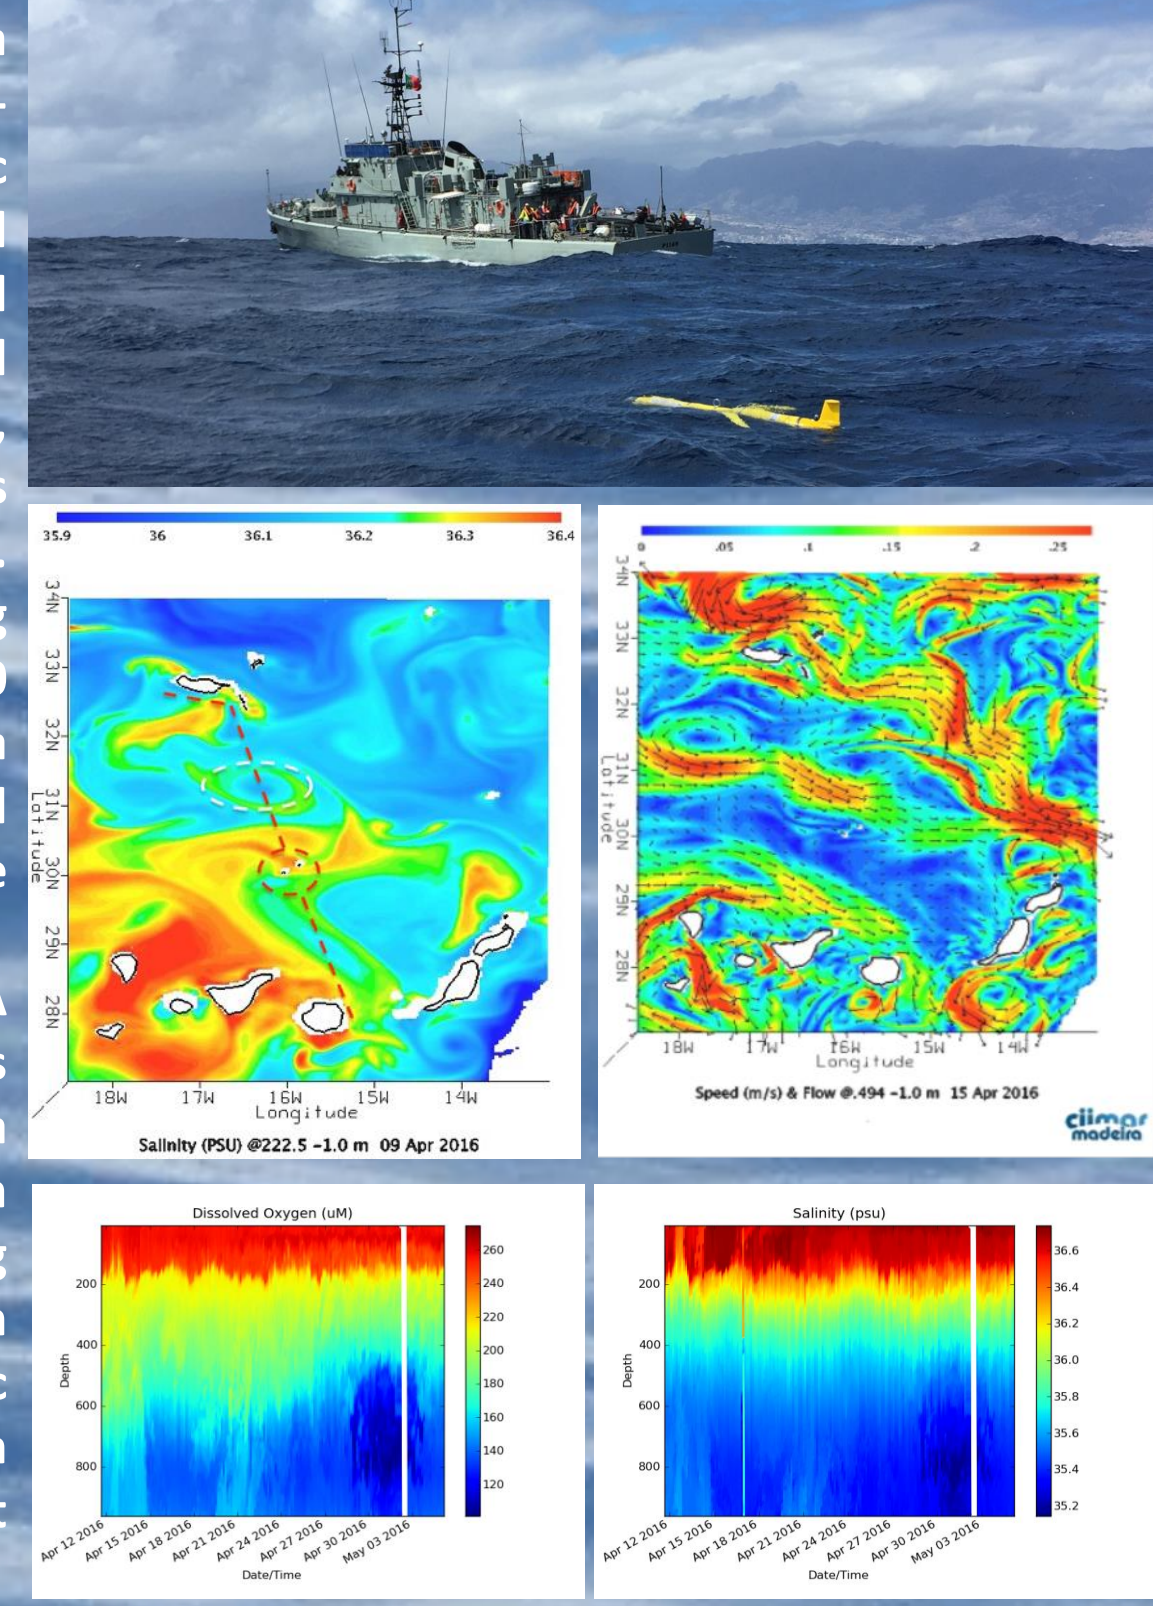 35.9 36 36.1 36.2 36.3 36.4
34N
33N
32N
31N
30N
29N
28N
Latitude
18W 17W 16W 15W 14W
Longitude
Salinity (PSU) @222.5 -1.0 m 09 Apr 2016
0 .05 .1 .15 .2 .25
34N
33N
32N
31N
30N
29N
28N
Latitude
18W 17W 16W 15W 14W
Longitude
Speed (m/s) & Flow @.494 -1.0 m 15 Apr 2016
ciimar
madeira
Dissolved Oxygen (uM)
200
400
600
800
Depth
260
240
220
200
180
160
140
120
Apr 12 2016 Apr 15 2016 Apr 18 2016 Apr 21 2016 Apr 24 2016 Apr 27 2016 Apr 30 2016 May 03 2016
Date/Time
Salinity (psu)
200
400
600
800
Depth
36.6
36.4
36.2
36.0
35.8
35.6
35.4
35.2
Apr 12 2016 Apr 15 2016 Apr 18 2016 Apr 21 2016 Apr 24 2016 Apr 27 2016 Apr 30 2016 May 03 2016
Date/Time